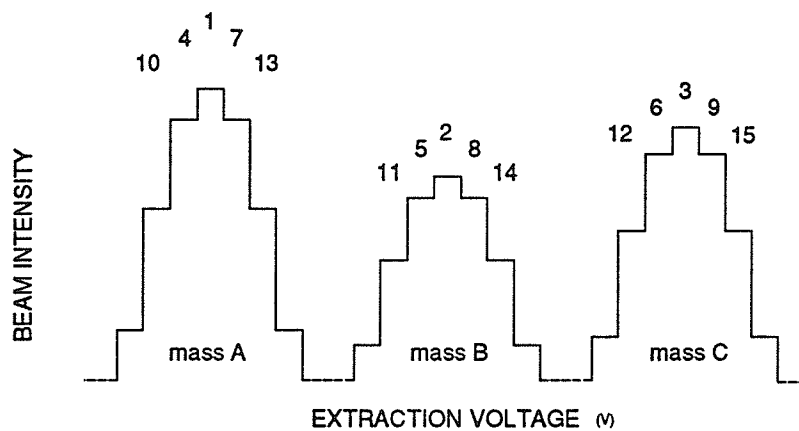 1
4 7
10 13
3
6 9
12 15
2
5 8
11 14
BEAM INTENSITY
mass A
mass B
mass C
EXTRACTION VOLTAGE (V)